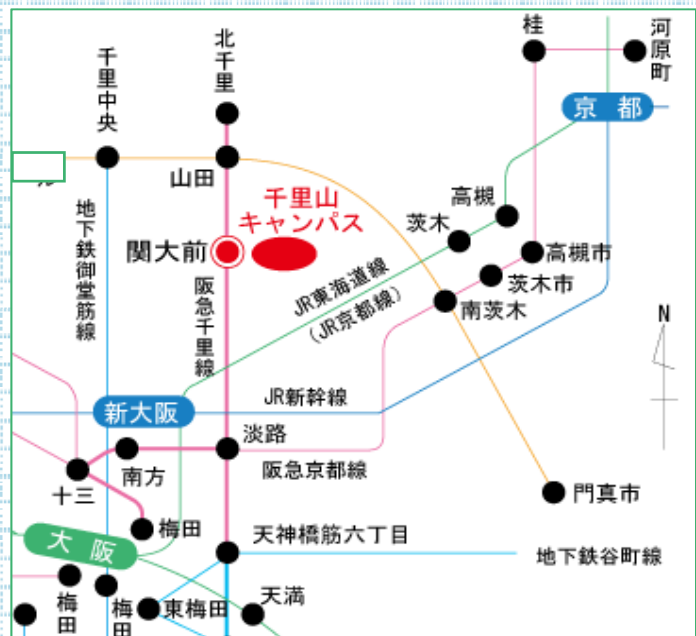 北千里
桂
河原町
千里中央
京都
山田
千里山
キャンパス
高槻
茨木
地下鉄御堂筋線
関大前
高槻市
茨木市
JR東海道線
(JR京都線)
南茨木
阪急千里線
N
JR新幹線
新大阪
淡路
阪急京都線
南方
十三
門真市
梅田
天神橋筋六丁目
大阪
地下鉄谷町線
梅田
梅田
東梅田
天満